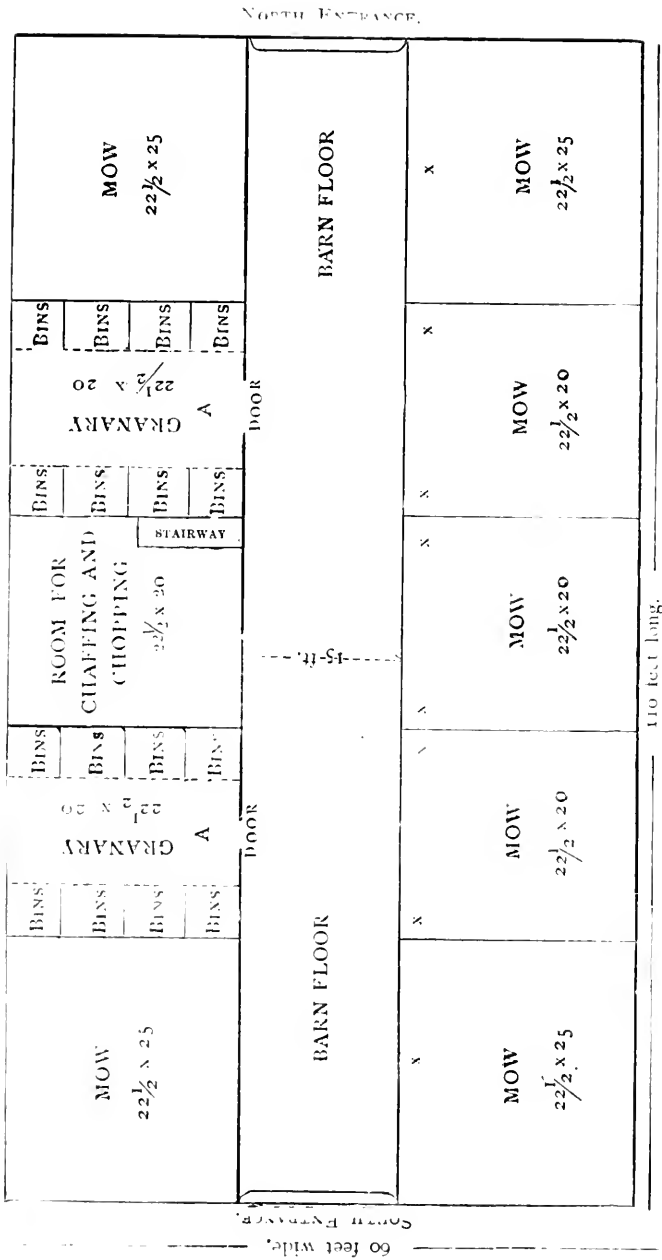 NORTH ENTRANCE.
MOW
22½ x 25
BARN FLOOR
MOW
22½ x 25
x
BINS
BINS
BINS
BINS
GRANARY
22½ x 20
A
DOOR
BINS
BINS
BINS
BINS
x
MOW
22½ x 20
x
STAIRWAY
ROOM FOR
CHAFFING AND
CHOPPING
22½ x 20
15-ft.
x
MOW
22½ x 20
x
BINS
BINS
BINS
BINS
GRANARY
22½ x 20
A
DOOR
BINS
BINS
BINS
BINS
MOW
22½ x 20
x
MOW
22½ x 25
BARN FLOOR
x
MOW
22½ x 25
110 feet long.
SOUTH ENTRANCE.
60 feet wide.